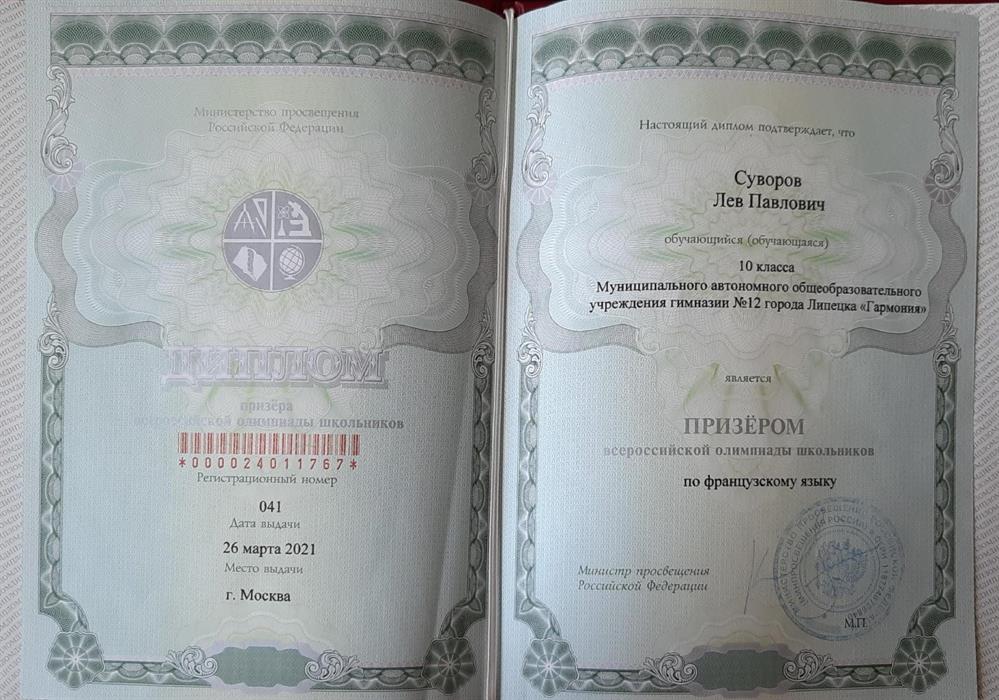 Министерство просвещения
Российской Федерации
ДИПЛОМ
призёра
всероссийской олимпиады школьников
*000024011767*
Регистрационный номер
041
Дата выдачи
26 марта 2021
Место выдачи
г. Москва
Настоящий диплом подтверждает, что
Суворов
Лев Павлович
обучающийся (обучающаяся)
10 класса
Муниципального автономного общеобразовательного
учреждения гимназии №12 города Липецка «Гармония»
является
ПРИЗЁРОМ
всероссийской олимпиады школьников
по французскому языку
Министр просвещения
Российской Федерации
М.П.